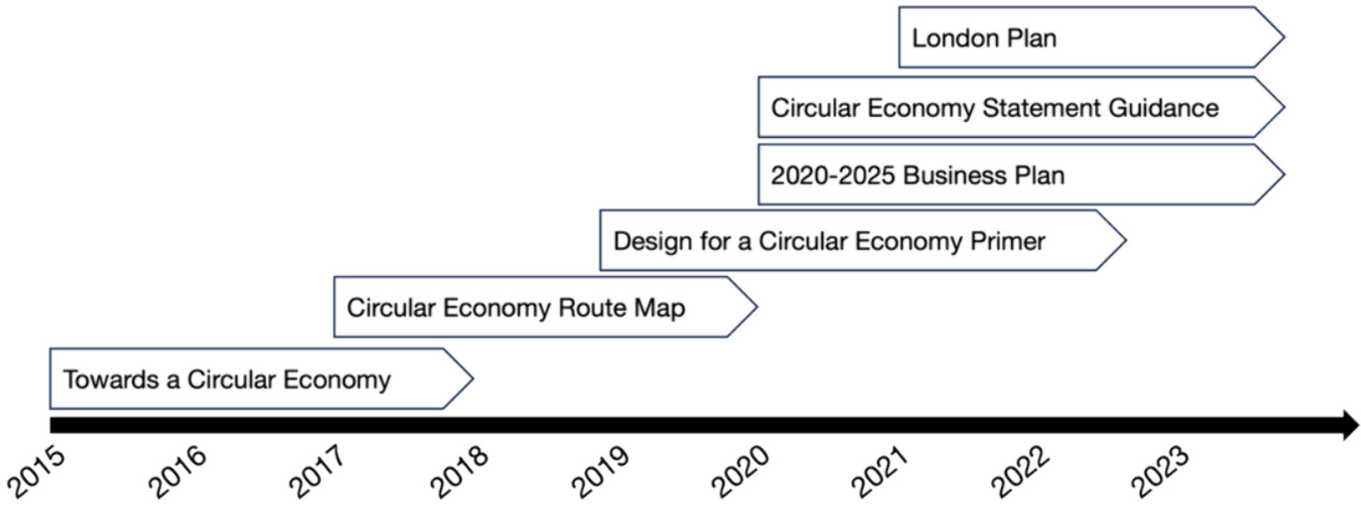 London Plan
Circular Economy Statement Guidance
2020-2025 Business Plan
Design for a Circular Economy Primer
Circular Economy Route Map
Towards a Circular Economy
2015 2016 2017 2018 2019 2020 2021 2022 2023